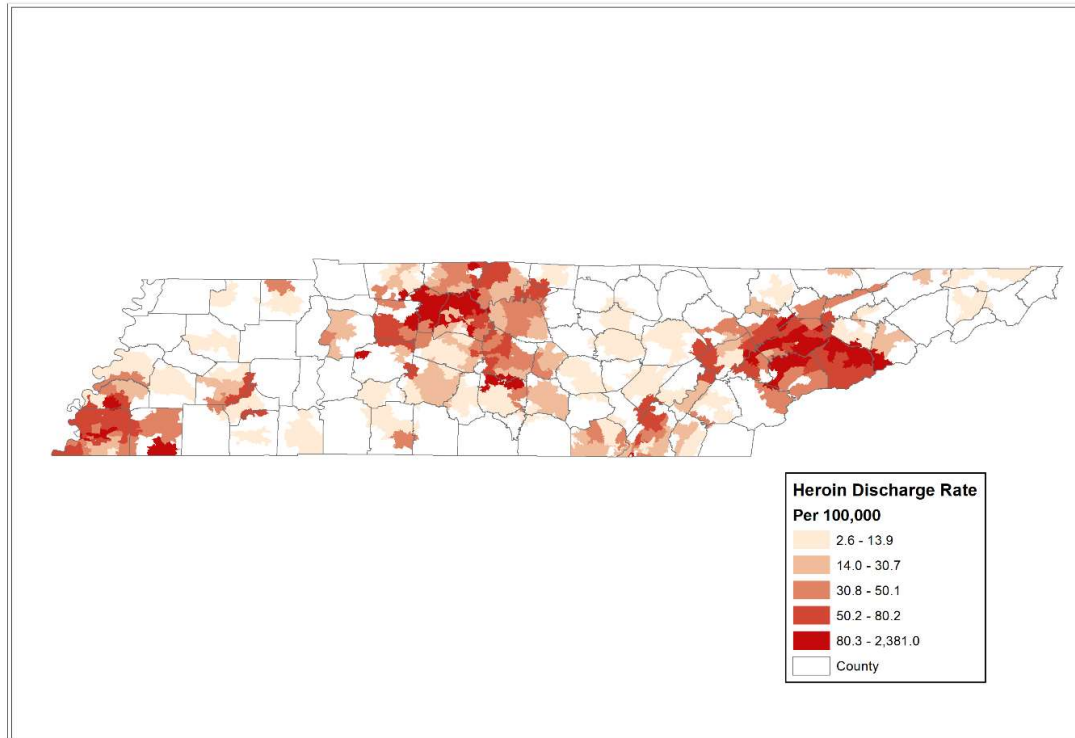 Heroin Discharge Rate
Per 100,000
2.6 - 13.9
14.0 - 30.7
30.8 - 50.1
50.2 - 80.2
80.3 - 2,381.0
County